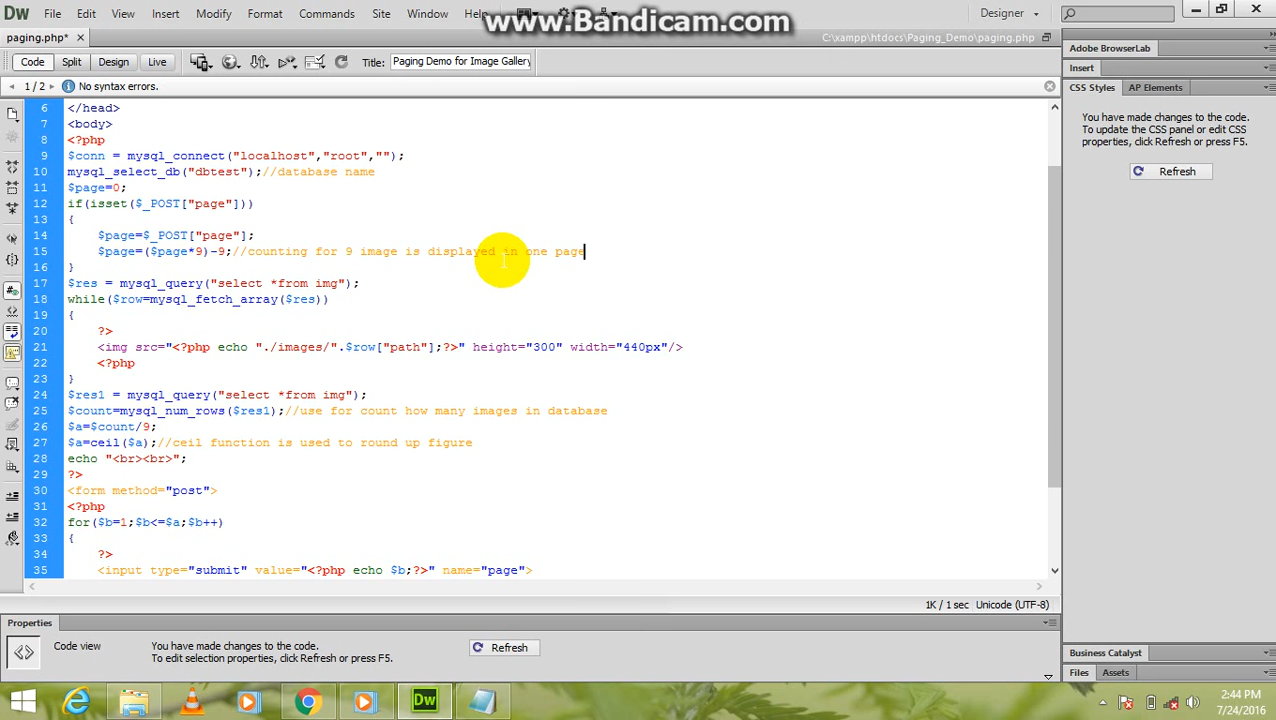 Dw File Edit View Insert Modify Format Commands Site Window Help Designer
www.Bandicam.com
paging.php* C:\xampp\htdocs\Paging_Demo\paging.php
Code Split Design Live Title: Paging Demo for Image Gallery
1 / 2 No syntax errors.
6 </head>
7 <body>
8 <?php
9 $conn = mysql_connect("localhost","root","");
10 mysql_select_db("dbtest");//database name
11 $page=0;
12 if(isset($_POST["page"]))
13 {
14 $page=$_POST["page"];
15 $page=($page*9)-9;//counting for 9 image is displayed in one page
16 }
17 $res = mysql_query("select *from img");
18 while($row=mysql_fetch_array($res))
19 {
20 ?>
21 <img src="<?php echo "./images/".$row["path"];?>" height="300" width="440px"/>
22 <?php
23 }
24 $res1 = mysql_query("select *from img");
25 $count=mysql_num_rows($res1);//use for count how many images in database
26 $a=$count/9;
27 $a=ceil($a);//ceil function is used to round up figure
28 echo "<br><br>";
29 ?>
30 <form method="post">
31 <?php
32 for($b=1;$b<=$a;$b++)
33 {
34 ?>
35 <input type="submit" value="<?php echo $b;?>" name="page">
1K / 1 sec Unicode (UTF-8)
Properties
Code view
You have made changes to the code.
To edit selection properties, click Refresh or press F5.
Refresh
Adobe BrowserLab
Insert
CSS Styles AP Elements
You have made changes to the code.
To update the CSS panel or edit CSS
properties, click Refresh or press F5.
Refresh
Business Catalyst
Files Assets
Dw
2:44 PM
7/24/2016